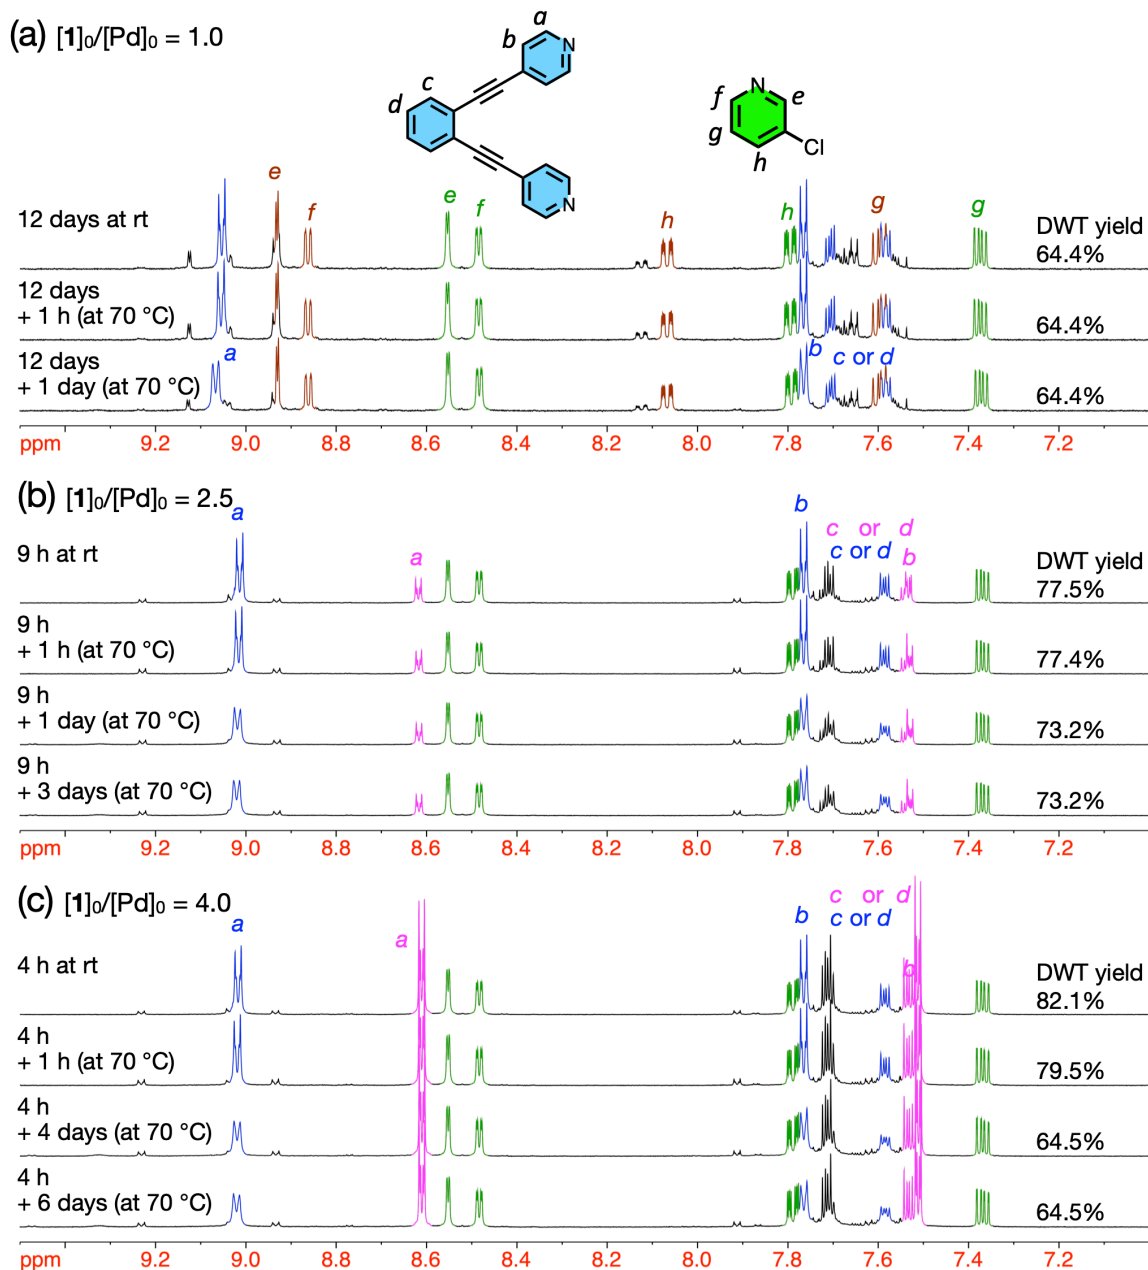 (a) [1]₀/[Pd]₀ = 1.0
a
b
N
c
d
N
N
f
e
g
h
Cl
12 days at rt
e
f
e
f
h
h
g
g
DWT yield
64.4%
12 days
+ 1 h (at 70 °C)
64.4%
12 days
+ 1 day (at 70 °C)
a
b
c or d
64.4%
ppm 9.2 9.0 8.8 8.6 8.4 8.2 8.0 7.8 7.6 7.4 7.2
(b) [1]₀/[Pd]₀ = 2.5
a
b
9 h at rt
a
c or d
c or d
b
DWT yield
77.5%
9 h
+ 1 h (at 70 °C)
77.4%
9 h
+ 1 day (at 70 °C)
73.2%
9 h
+ 3 days (at 70 °C)
73.2%
ppm 9.2 9.0 8.8 8.6 8.4 8.2 8.0 7.8 7.6 7.4 7.2
(c) [1]₀/[Pd]₀ = 4.0
a
a
b
c or d
c or d
b
4 h at rt
DWT yield
82.1%
4 h
+ 1 h (at 70 °C)
79.5%
4 h
+ 4 days (at 70 °C)
64.5%
4 h
+ 6 days (at 70 °C)
64.5%
ppm 9.2 9.0 8.8 8.6 8.4 8.2 8.0 7.8 7.6 7.4 7.2